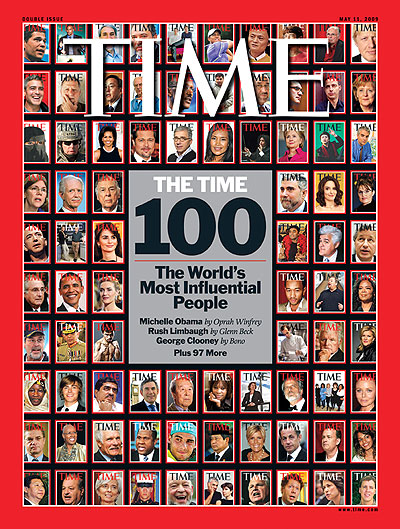 DOUBLE ISSUE
MAY 11, 2009
TIME
THE TIME
100
The World's
Most Influential
People
Michelle Obama by Oprah Winfrey
Rush Limbaugh by Glenn Beck
George Clooney by Bono
Plus 97 More
www.time.com